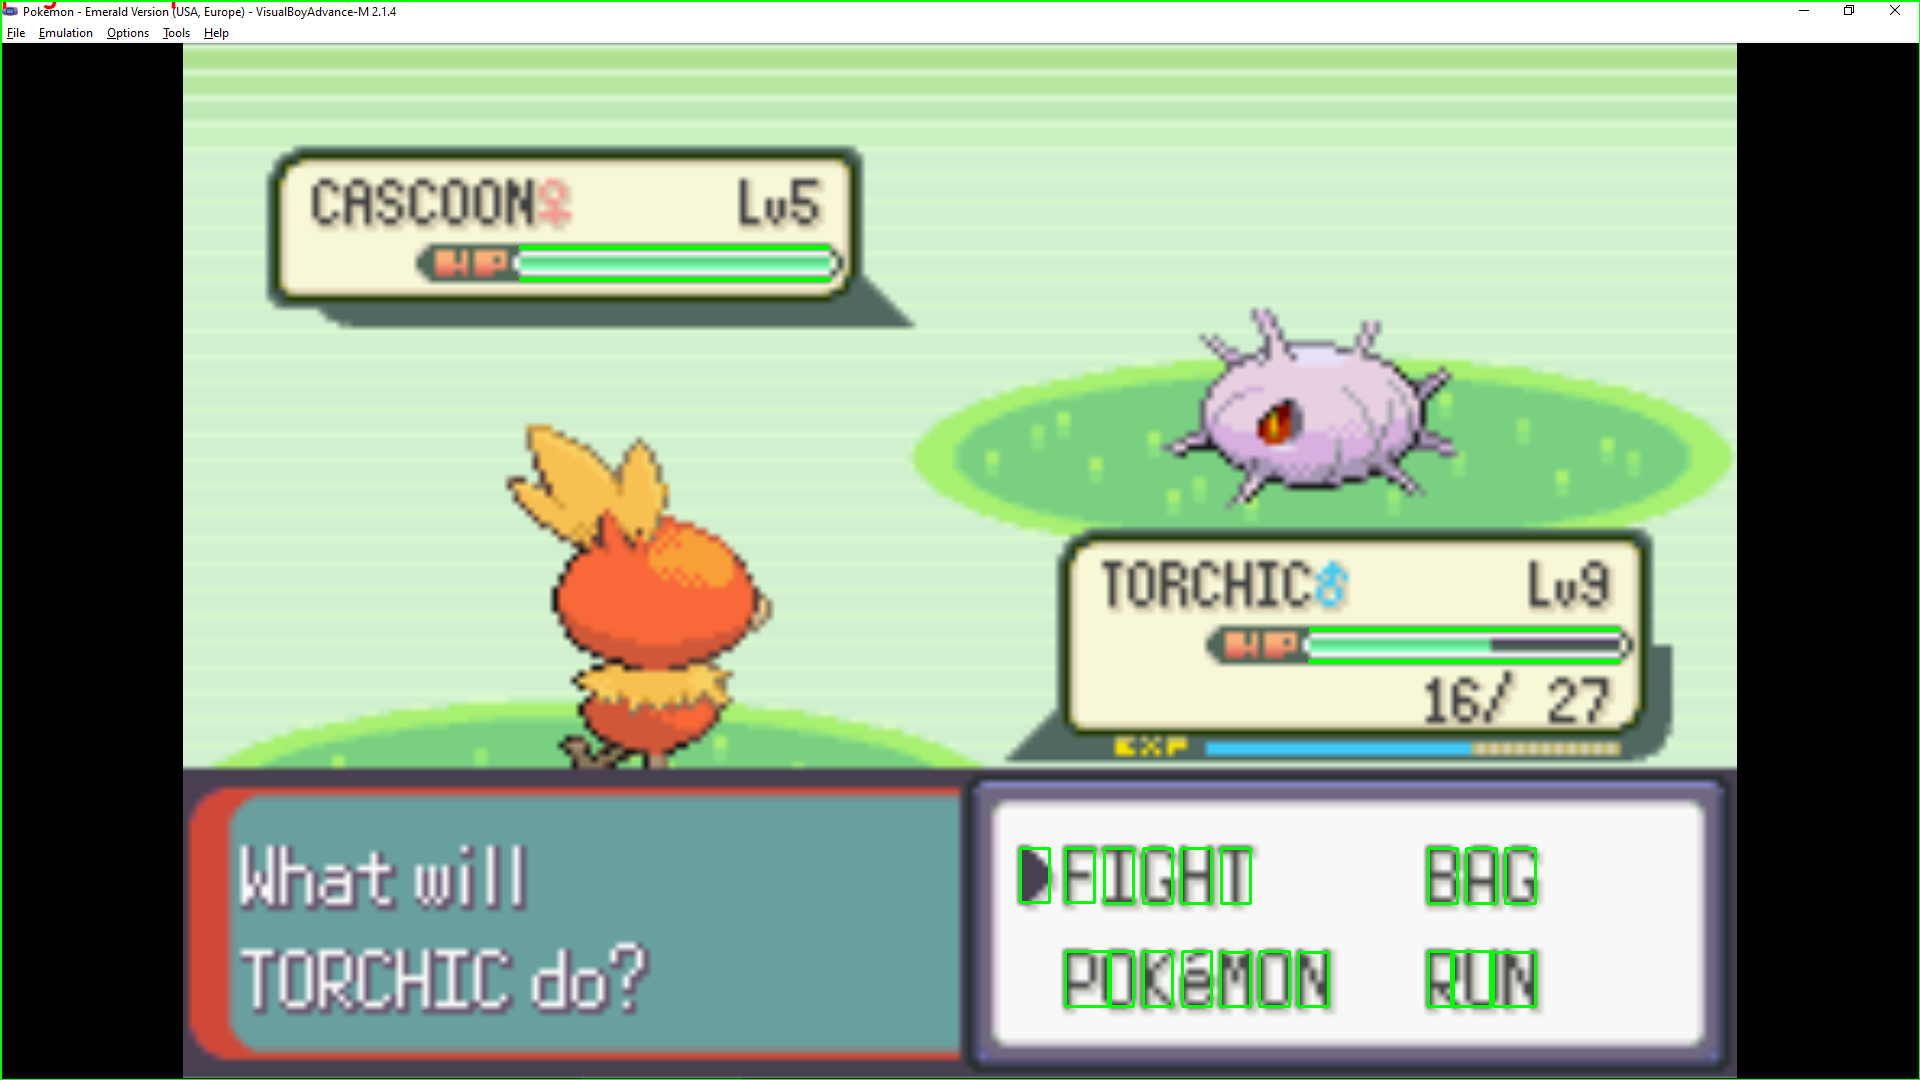 Pokemon - Emerald Version (USA, Europe) - VisualBoyAdvance-M 2.1.4
File Emulation Options Tools Help
CASCOON♀ Lv5
HP
TORCHIC♂ Lv9
HP
16/ 27
EXP
What will
TORCHIC do?
▶FIGHT BAG
POKéMON RUN